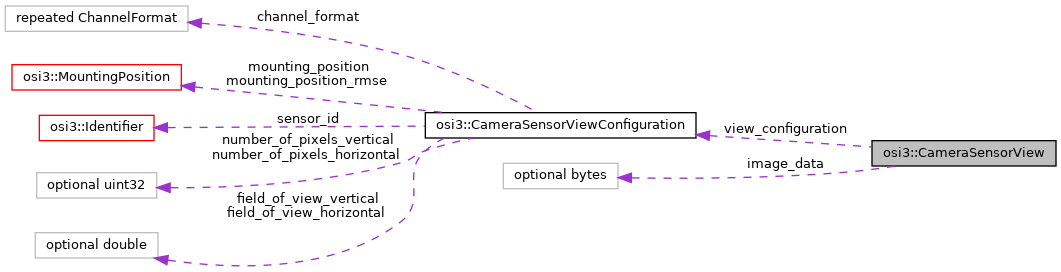 repeated ChannelFormat
channel_format
osi3::MountingPosition
mounting_position
mounting_position_rmse
osi3::Identifier
sensor_id
osi3::CameraSensorViewConfiguration
view_configuration
osi3::CameraSensorView
number_of_pixels_vertical
number_of_pixels_horizontal
optional uint32
optional bytes
image_data
field_of_view_vertical
field_of_view_horizontal
optional double